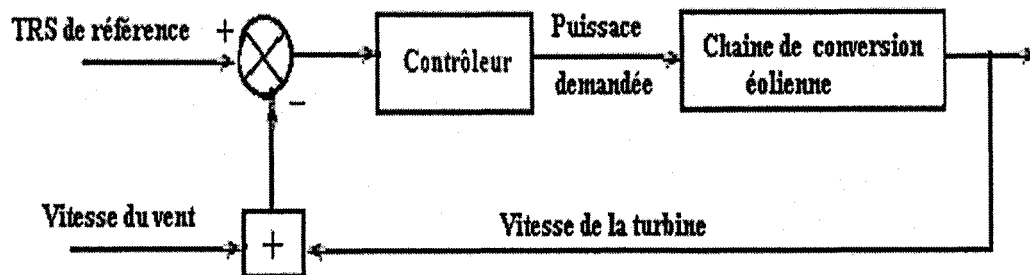 TRS de référence
+
−
Contrôleur
Puissace
demandée
Chaine de conversion
éolienne
Vitesse du vent
+
Vitesse de la turbine